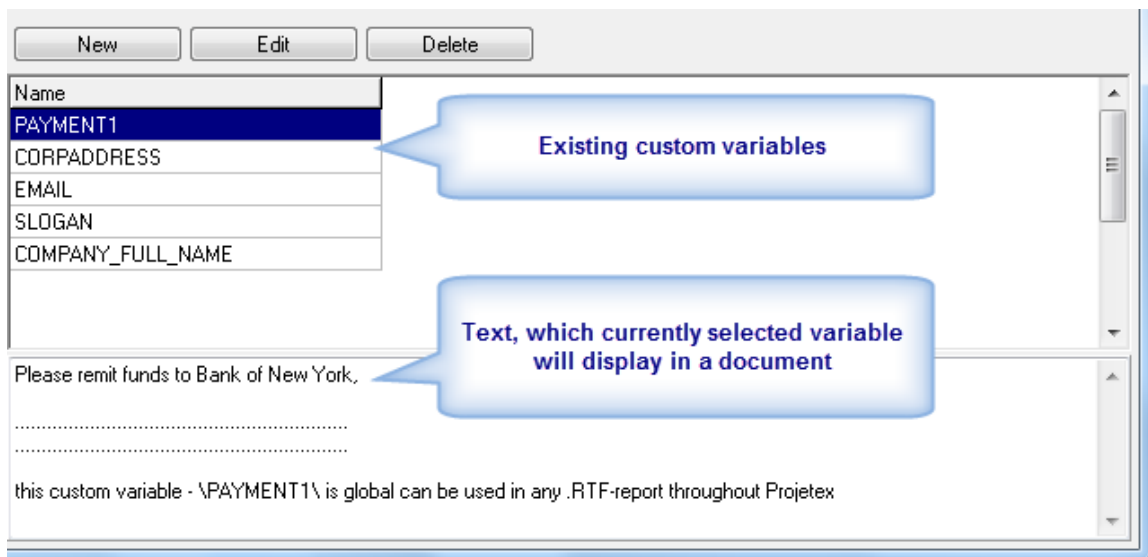 New Edit Delete
Name
PAYMENT1
CORPADDRESS
EMAIL
SLOGAN
COMPANY_FULL_NAME
Existing custom variables
Text, which currently selected variable
will display in a document
Please remit funds to Bank of New York,
..............................................................
..............................................................
this custom variable - \PAYMENT1\ is global can be used in any .RTF-report throughout Projetex